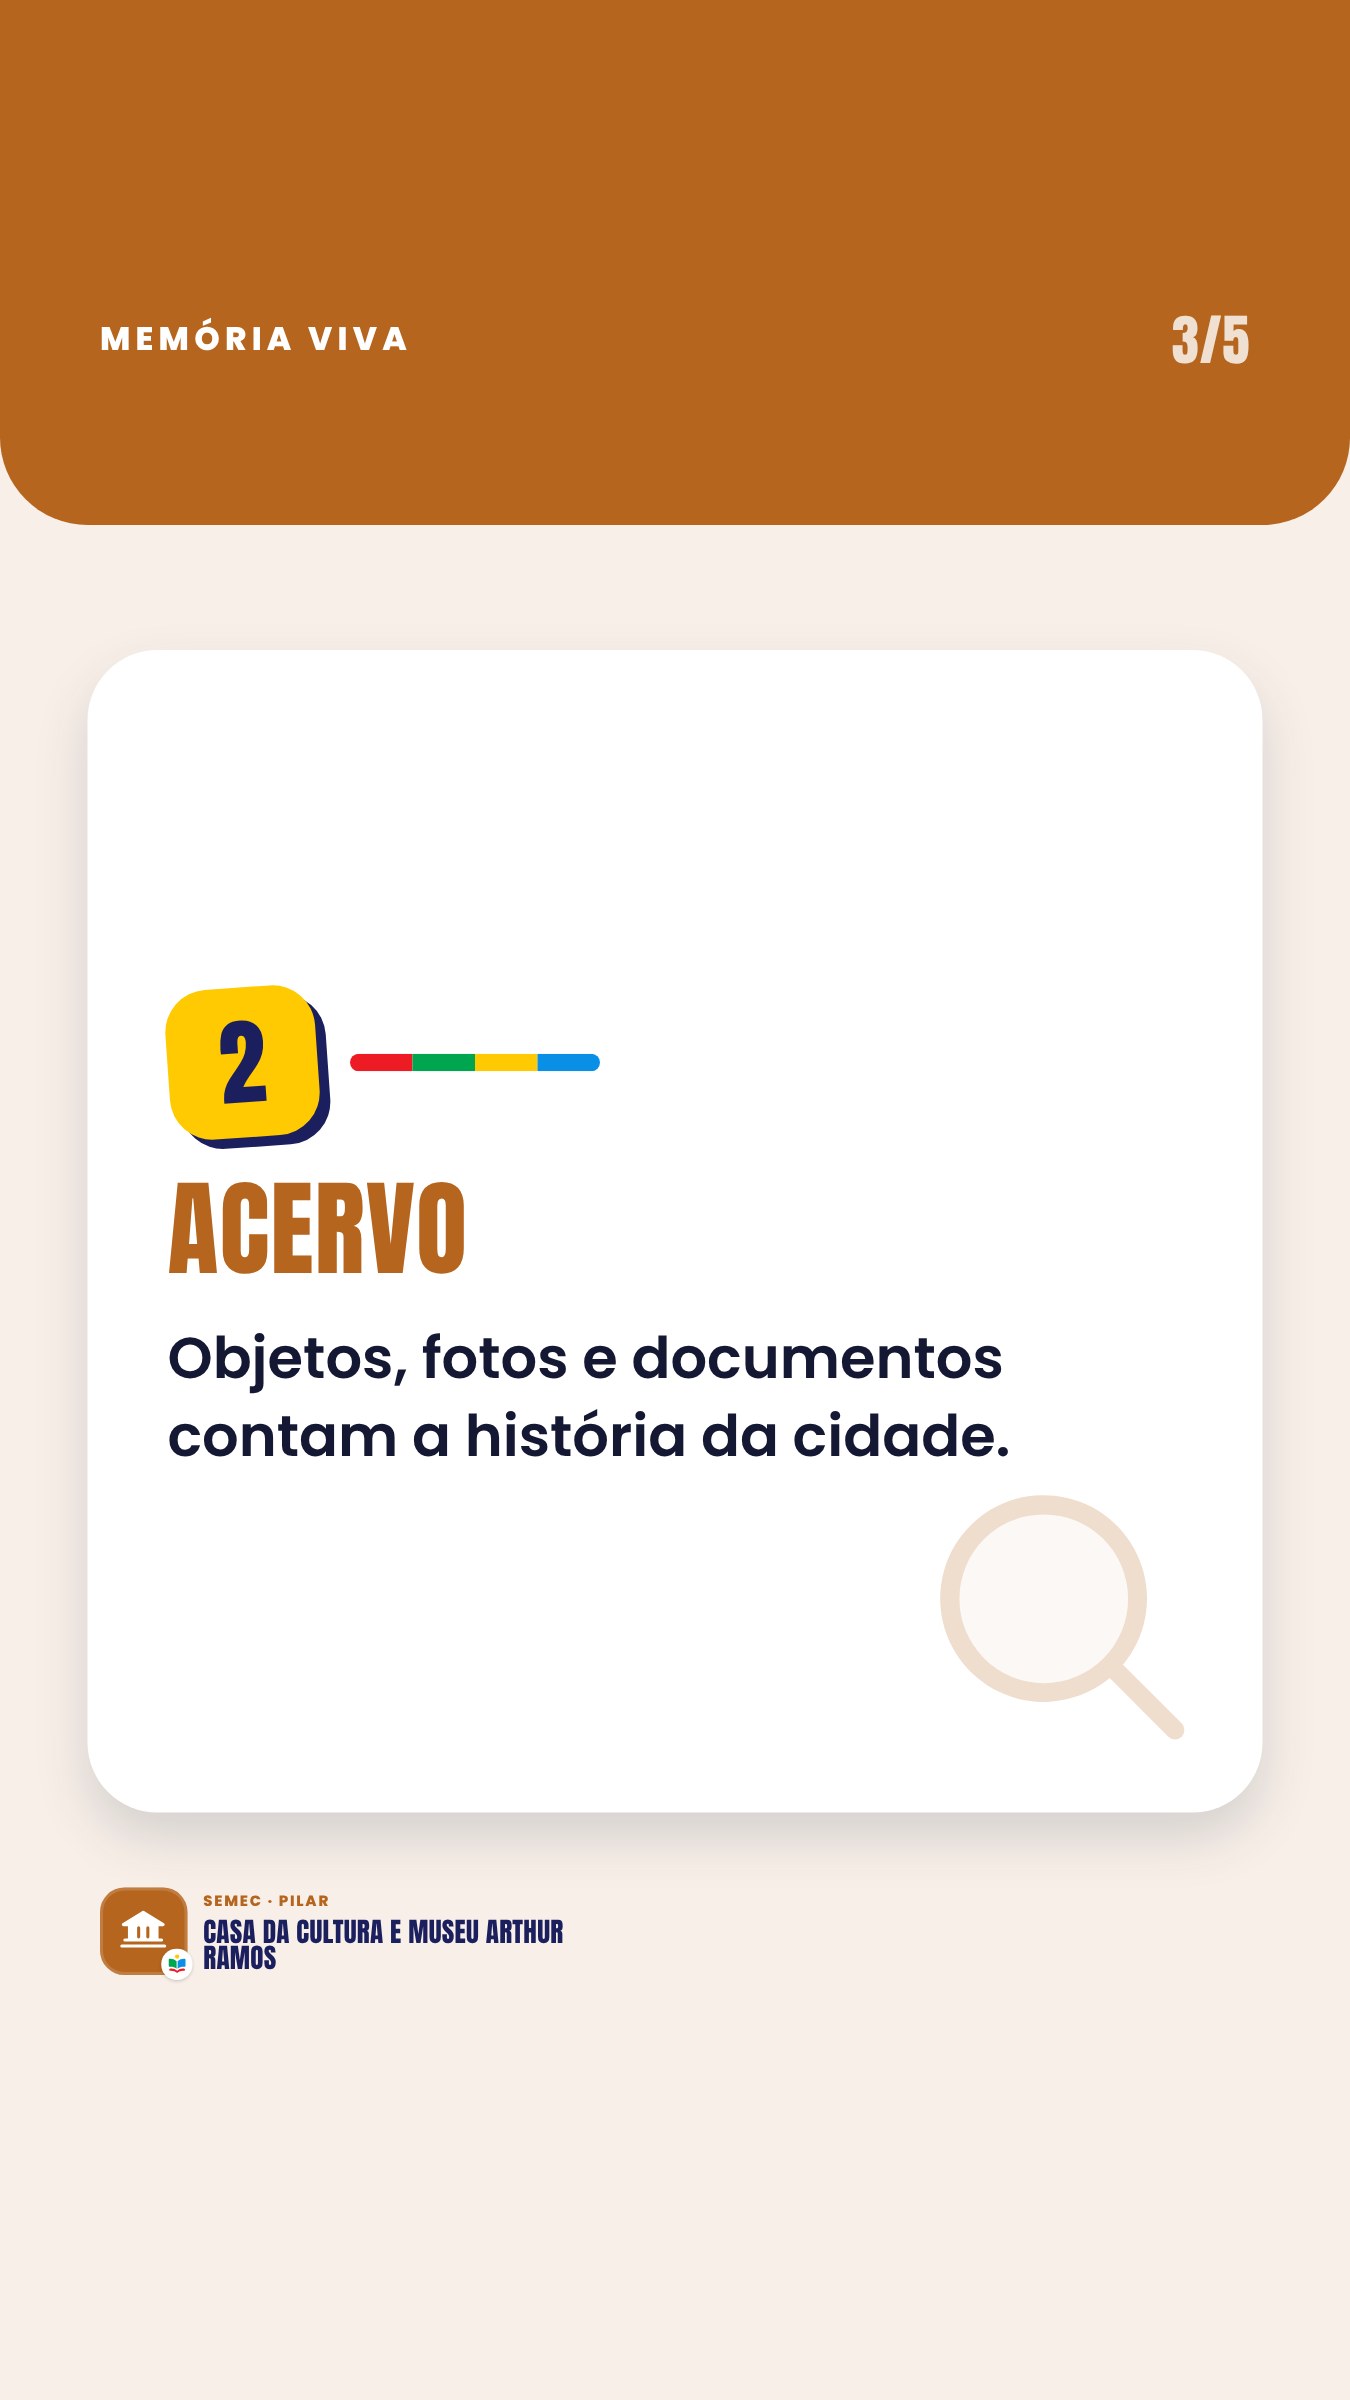 MEMÓRIA VIVA
3/5
2
ACERVO
Objetos, fotos e documentos
contam a história da cidade.
SEMEC · PILAR
CASA DA CULTURA E MUSEU ARTHUR
RAMOS